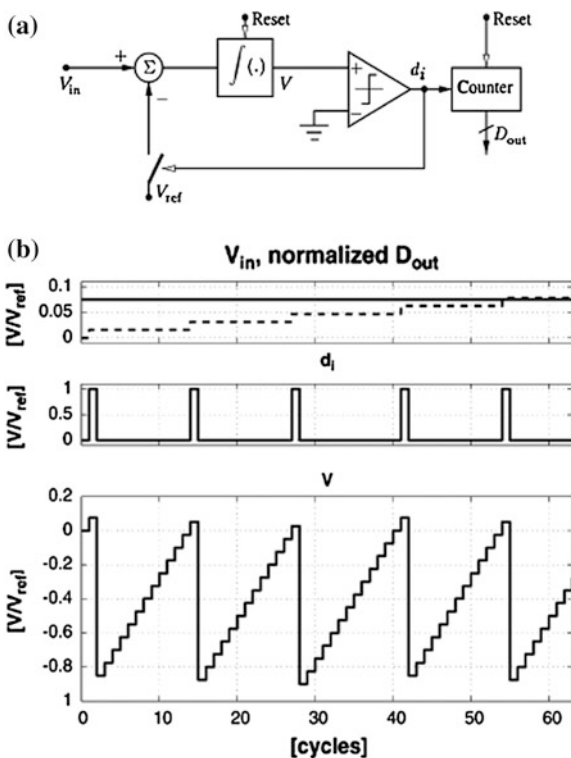 (a)
Reset
Reset
+
Σ
∫(.)
+
d_i
Counter
V_in
V
−
−
D_out
V_ref
(b)
V_in, normalized D_out
[V/V_ref]
0.1
0.05
0
d_i
[V/V_ref]
1
0.5
0
V
[V/V_ref]
0.2
0
-0.2
-0.4
-0.6
-0.8
1
0 10 20 30 40 50 60
[cycles]